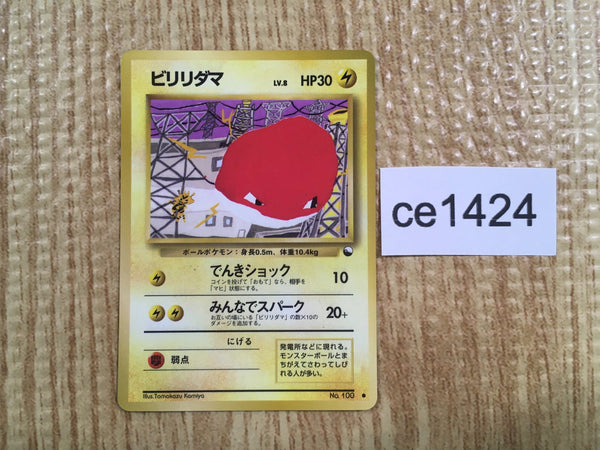 ビリリダマ LV.8 HP30
ボールポケモン：身長0.5m、体重10.4kg
でんきショック 10
コインを投げて「おもて」なら、相手を
「マヒ」状態にする。
みんなでスパーク 20+
お互いの場にいる「ビリリダマ」の数×10の
ダメージを追加する。
にげる
弱点
発電所などに現れる。
モンスターボールとま
ちがえてさわってしび
れる人が多い。
Illus.Tomokazu Komiya
No. 100
ce1424